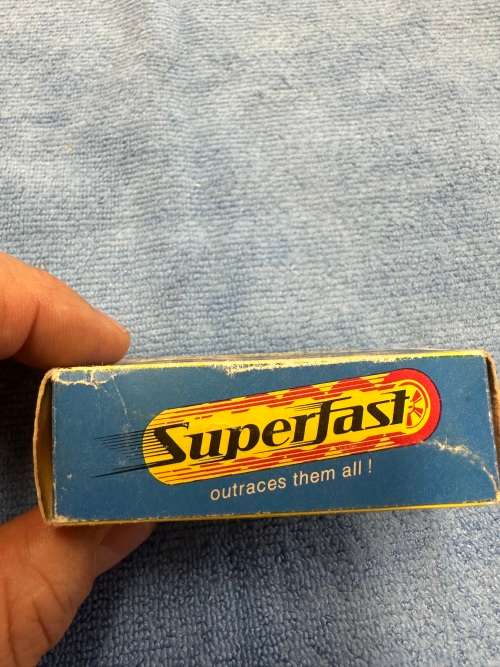 Superfast
outraces them all !